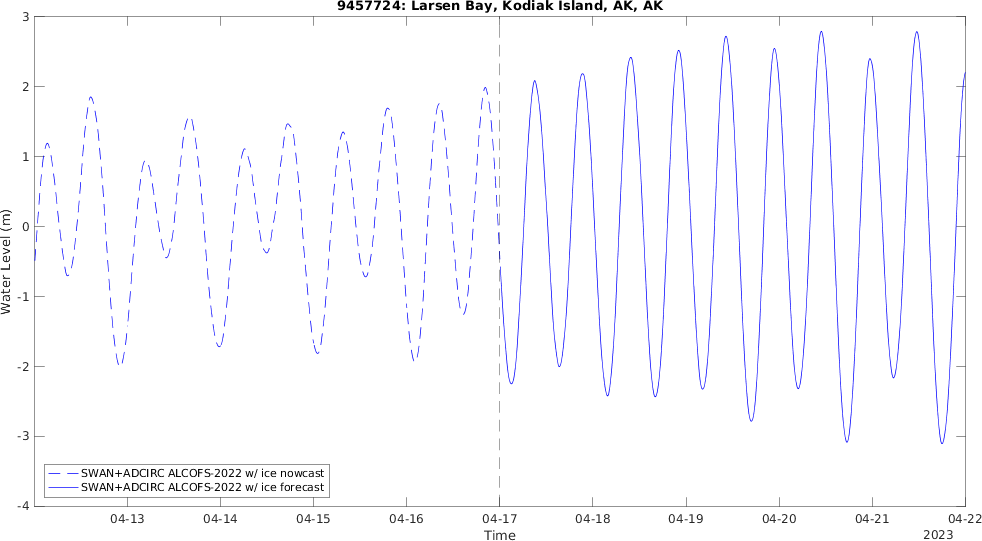 9457724: Larsen Bay, Kodiak Island, AK, AK
3
2
1
0
-1
-2
-3
-4
Water Level (m)
SWAN+ADCIRC ALCOFS-2022 w/ ice nowcast
SWAN+ADCIRC ALCOFS-2022 w/ ice forecast
04-13 04-14 04-15 04-16 04-17 04-18 04-19 04-20 04-21 04-22
Time
2023